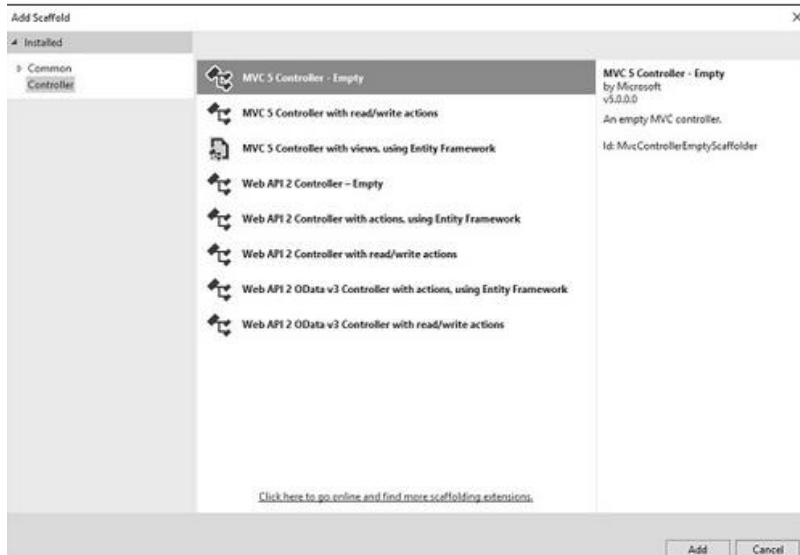 Add Scaffold
Installed
Common
Controller
MVC 5 Controller - Empty
MVC 5 Controller with read/write actions
MVC 5 Controller with views, using Entity Framework
Web API 2 Controller – Empty
Web API 2 Controller with actions, using Entity Framework
Web API 2 Controller with read/write actions
Web API 2 OData v3 Controller with actions, using Entity Framework
Web API 2 OData v3 Controller with read/write actions
Click here to go online and find more scaffolding extensions.
MVC 5 Controller - Empty
by Microsoft
v5.0.0.0
An empty MVC controller.
Id: MvcControllerEmptyScaffolder
Add
Cancel